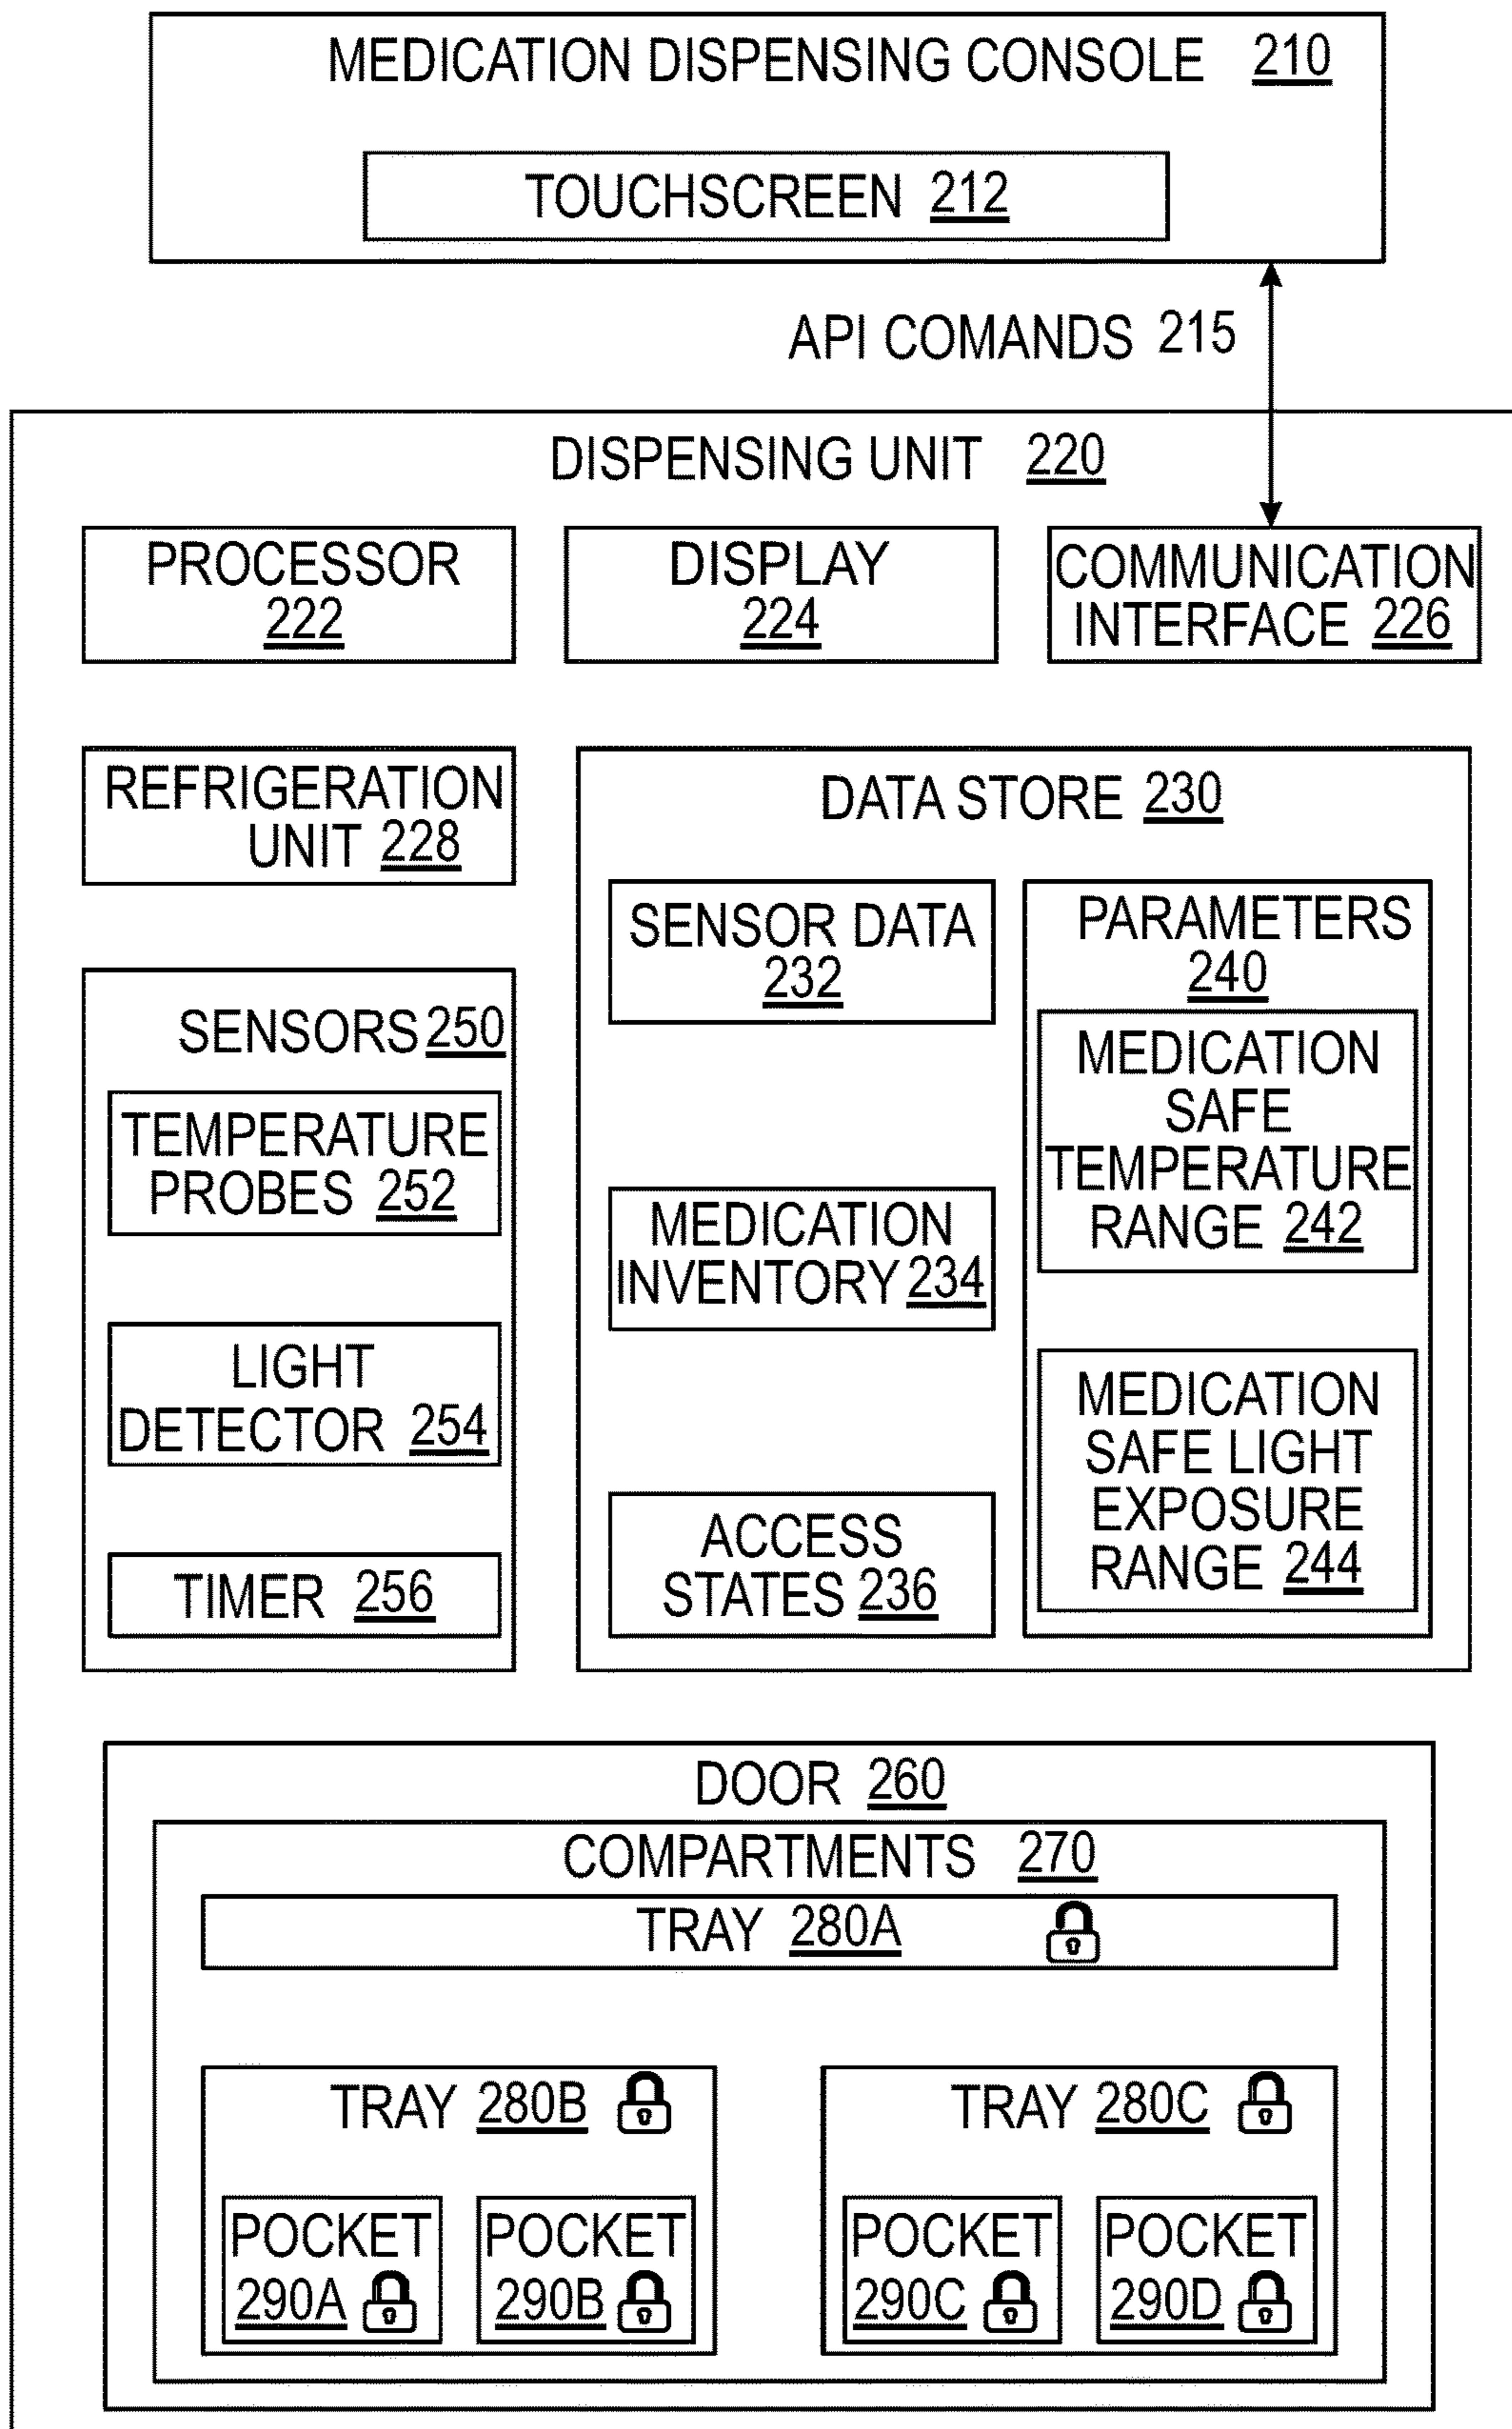 MEDICATION DISPENSING CONSOLE 210
TOUCHSCREEN 212
API COMANDS 215
DISPENSING UNIT 220
PROCESSOR
222
DISPLAY
224
COMMUNICATION
INTERFACE 226
REFRIGERATION
UNIT 228
DATA STORE 230
SENSOR DATA
232
MEDICATION
INVENTORY 234
ACCESS
STATES 236
PARAMETERS
240
MEDICATION
SAFE
TEMPERATURE
RANGE 242
MEDICATION
SAFE LIGHT
EXPOSURE
RANGE 244
SENSORS 250
TEMPERATURE
PROBES 252
LIGHT
DETECTOR 254
TIMER 256
DOOR 260
COMPARTMENTS 270
TRAY 280A
TRAY 280B
POCKET
290A
POCKET
290B
TRAY 280C
POCKET
290C
POCKET
290D